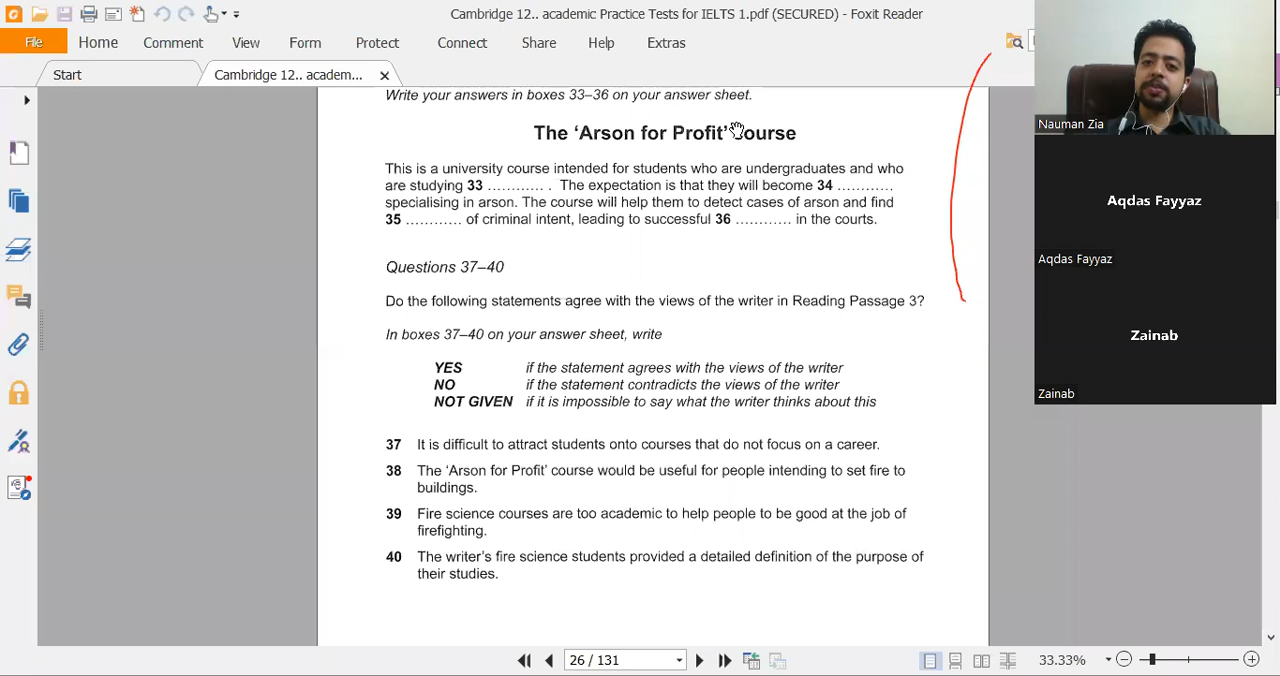 Cambridge 12.. academic Practice Tests for IELTS 1.pdf (SECURED) - Foxit Reader
File Home Comment View Form Protect Connect Share Help Extras
Start Cambridge 12.. academ...
Write your answers in boxes 33–36 on your answer sheet.
The ‘Arson for Profit’ Course
This is a university course intended for students who are undergraduates and who
are studying 33 ............ . The expectation is that they will become 34 ............
specialising in arson. The course will help them to detect cases of arson and find
35 ............ of criminal intent, leading to successful 36 ............ in the courts.
Questions 37–40
Do the following statements agree with the views of the writer in Reading Passage 3?
In boxes 37–40 on your answer sheet, write
YES if the statement agrees with the views of the writer
NO if the statement contradicts the views of the writer
NOT GIVEN if it is impossible to say what the writer thinks about this
37 It is difficult to attract students onto courses that do not focus on a career.
38 The ‘Arson for Profit’ course would be useful for people intending to set fire to
buildings.
39 Fire science courses are too academic to help people to be good at the job of
firefighting.
40 The writer’s fire science students provided a detailed definition of the purpose of
their studies.
26 / 131
33.33%
Nauman Zia
Aqdas Fayyaz
Aqdas Fayyaz
Zainab
Zainab